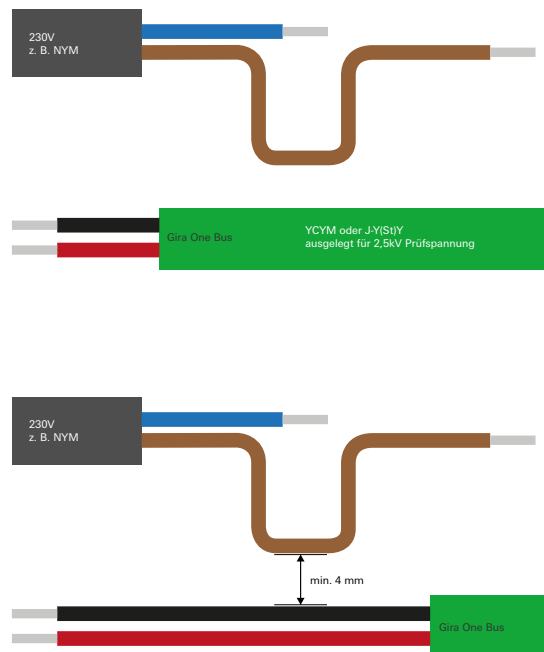 230V
z. B. NYM
Gira One Bus
YCYM oder J-Y(St)Y
ausgelegt für 2,5kV Prüfspannung
230V
z. B. NYM
min. 4 mm
Gira One Bus